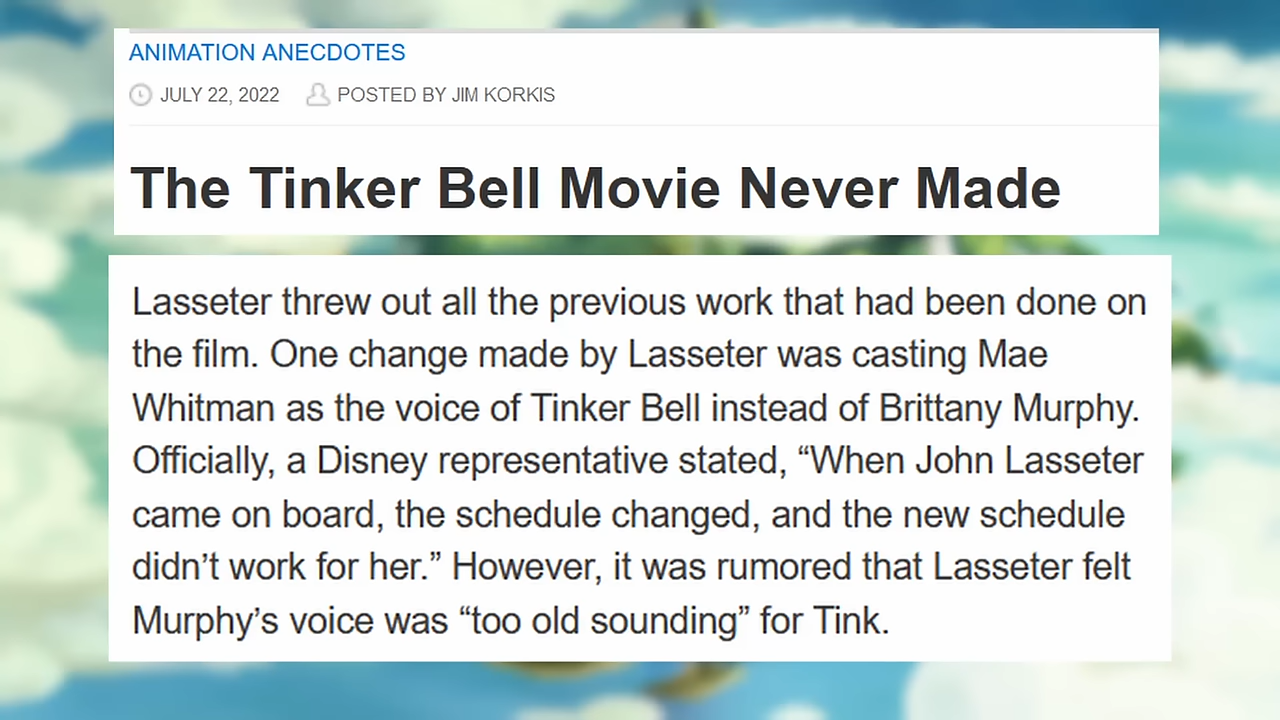 ANIMATION ANECDOTES
JULY 22, 2022 POSTED BY JIM KORKIS
The Tinker Bell Movie Never Made
Lasseter threw out all the previous work that had been done on
the film. One change made by Lasseter was casting Mae
Whitman as the voice of Tinker Bell instead of Brittany Murphy.
Officially, a Disney representative stated, “When John Lasseter
came on board, the schedule changed, and the new schedule
didn’t work for her.” However, it was rumored that Lasseter felt
Murphy’s voice was “too old sounding” for Tink.